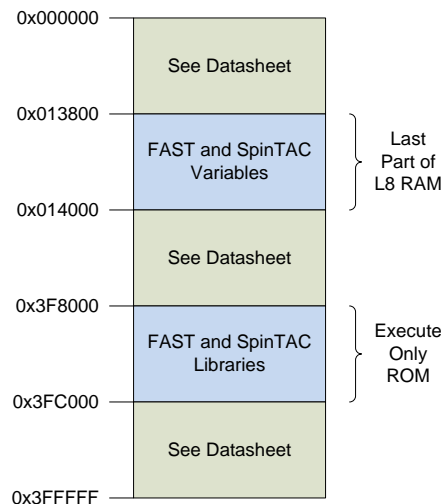 0x000000
See Datasheet
0x013800
FAST and SpinTAC
Variables
Last
Part of
L8 RAM
0x014000
See Datasheet
0x3F8000
FAST and SpinTAC
Libraries
Execute
Only
ROM
0x3FC000
See Datasheet
0x3FFFFF